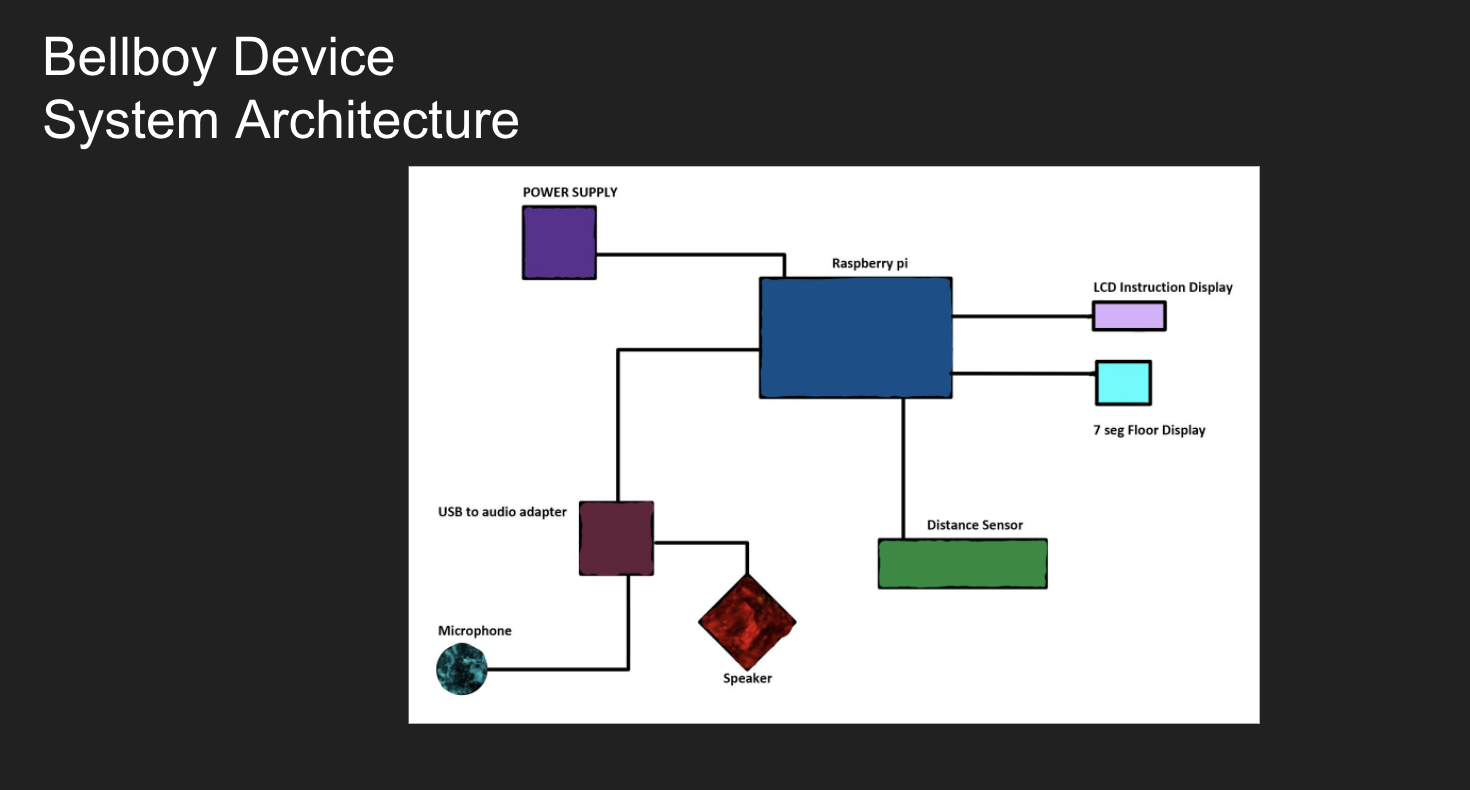 Bellboy Device
System Architecture
POWER SUPPLY
Raspberry pi
LCD Instruction Display
7 seg Floor Display
USB to audio adapter
Distance Sensor
Microphone
Speaker